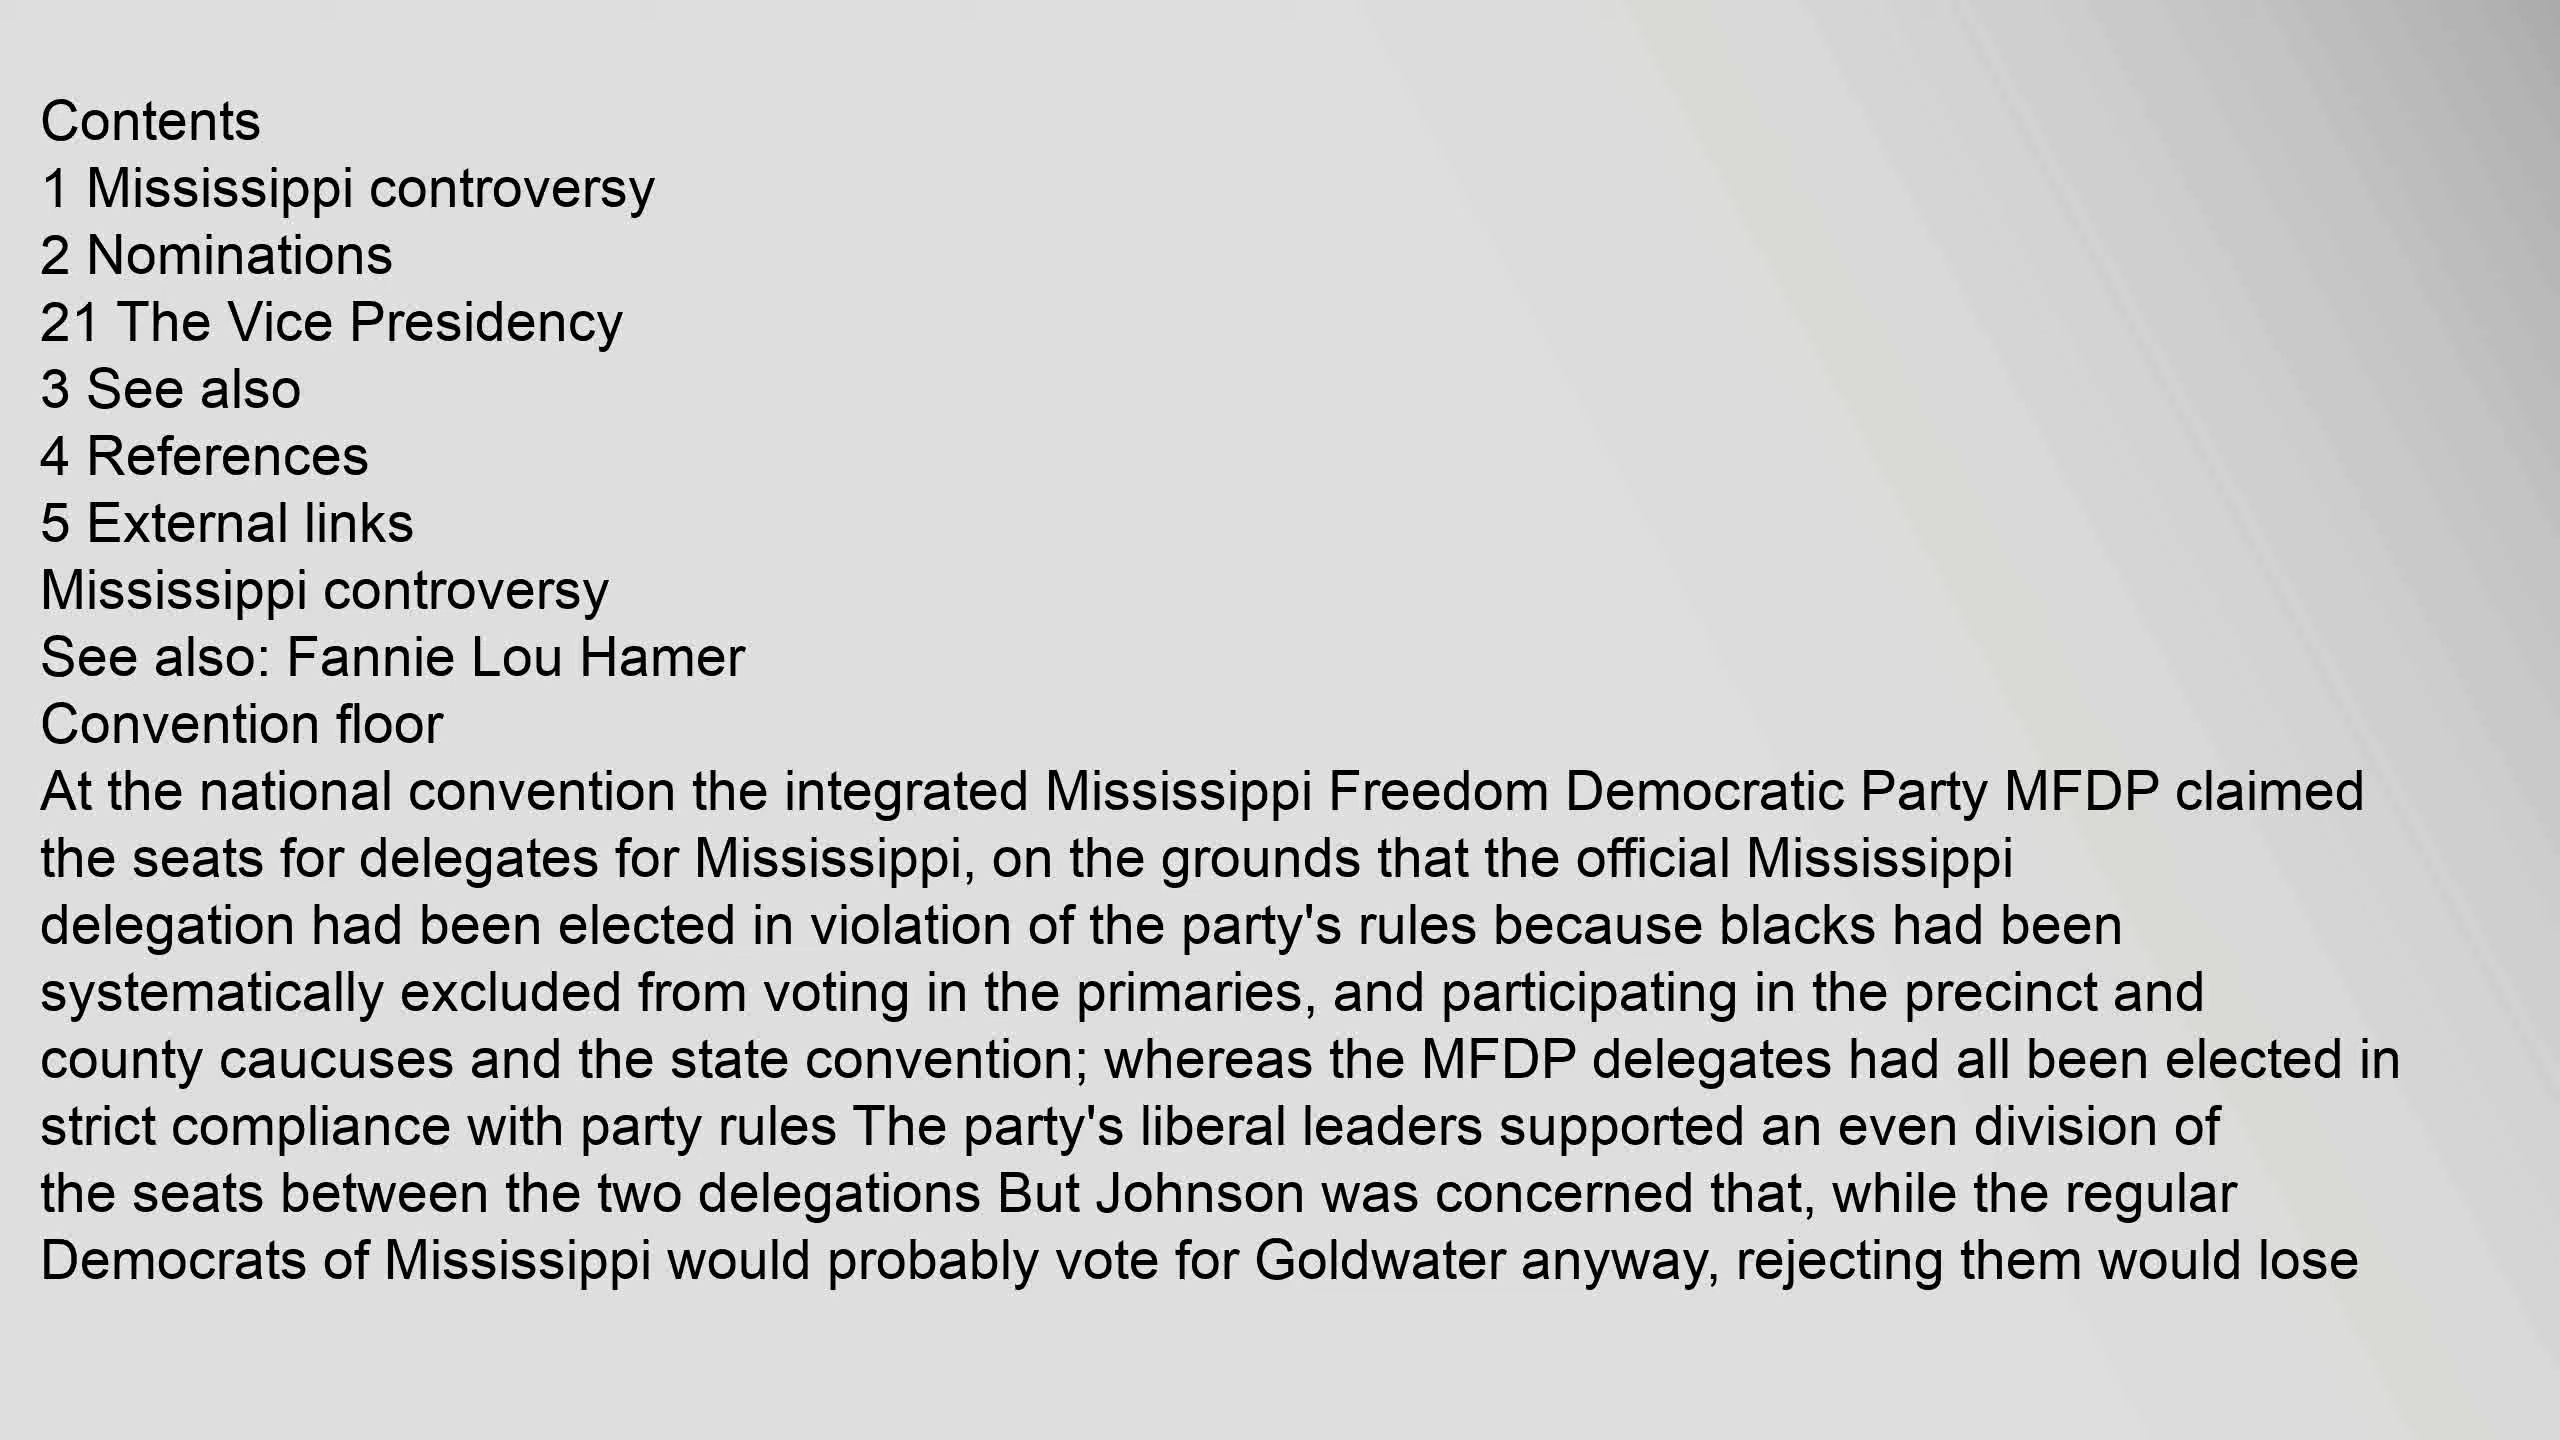 Contents
1 Mississippi controversy
2 Nominations
21 The Vice Presidency
3 See also
4 References
5 External links
Mississippi controversy
See also: Fannie Lou Hamer
Convention floor
At the national convention the integrated Mississippi Freedom Democratic Party MFDP claimed
the seats for delegates for Mississippi, on the grounds that the official Mississippi
delegation had been elected in violation of the party's rules because blacks had been
systematically excluded from voting in the primaries, and participating in the precinct and
county caucuses and the state convention; whereas the MFDP delegates had all been elected in
strict compliance with party rules The party's liberal leaders supported an even division of
the seats between the two delegations But Johnson was concerned that, while the regular
Democrats of Mississippi would probably vote for Goldwater anyway, rejecting them would lose